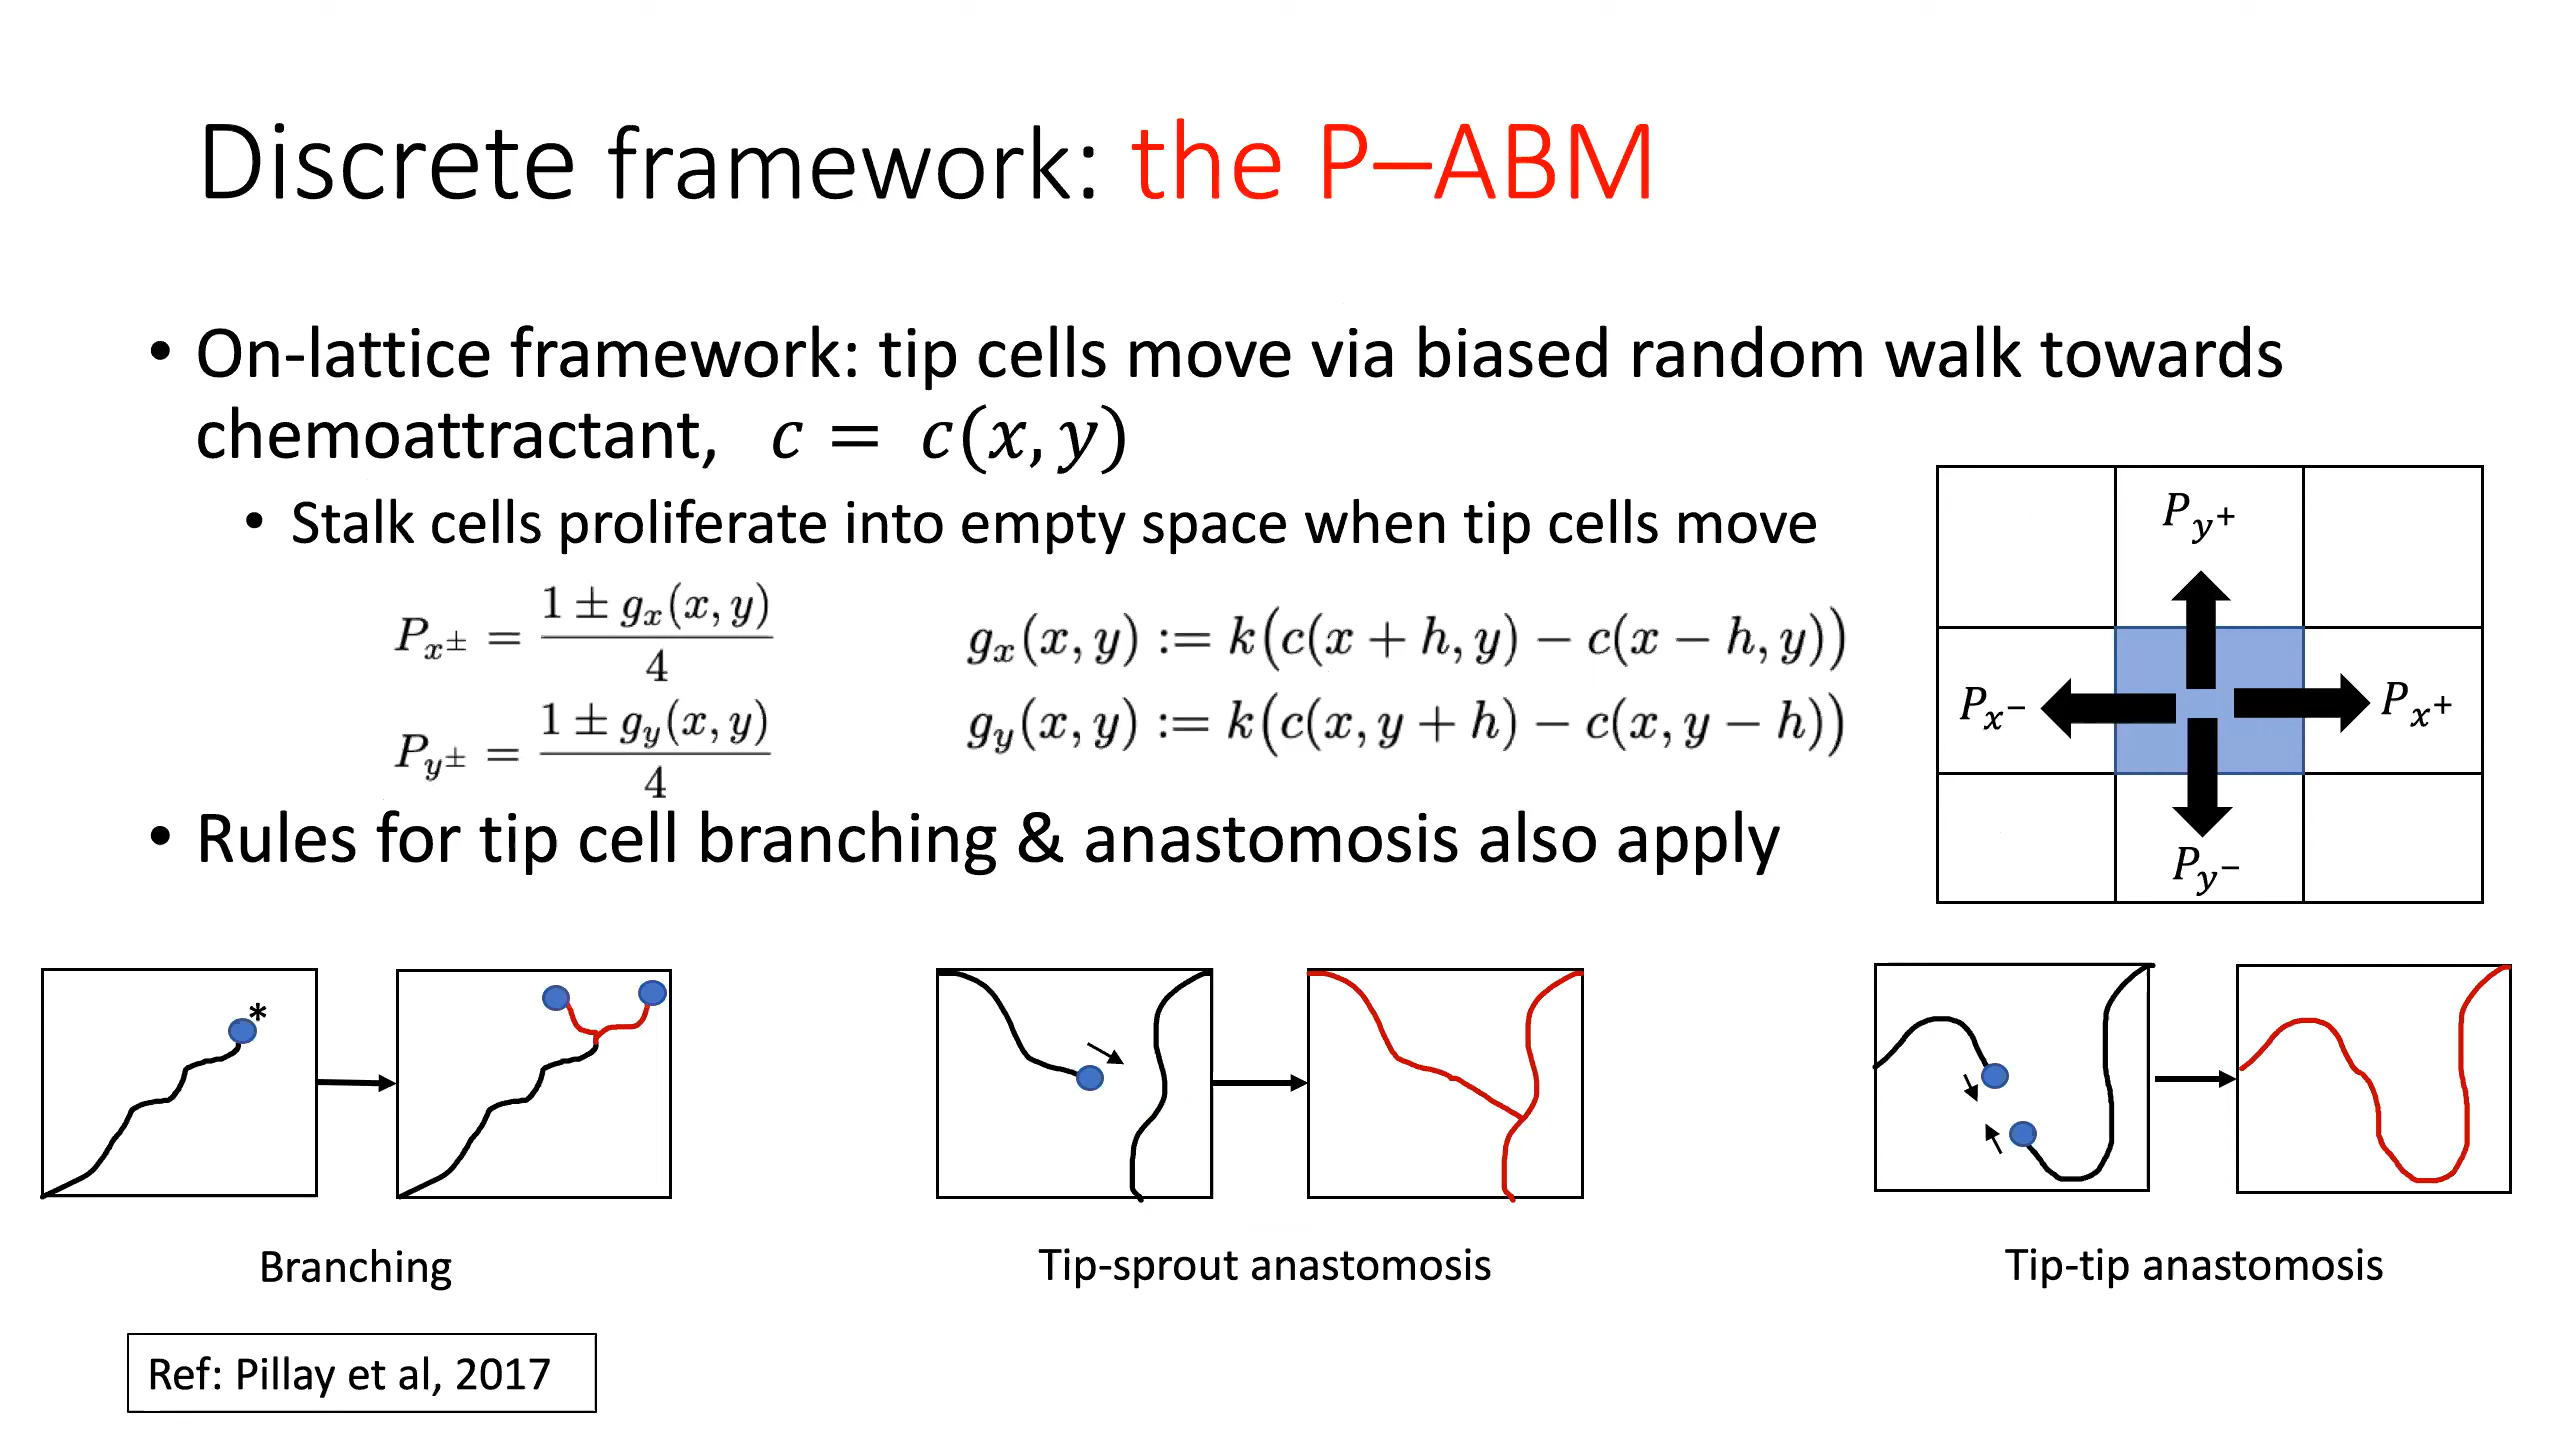 Discrete framework: the P–ABM
• On-lattice framework: tip cells move via biased random walk towards
chemoattractant, c = c(x, y)
• Stalk cells proliferate into empty space when tip cells move
P_{x^±} = \frac{1 ± g_x(x, y)}{4}
g_x(x, y) := k(c(x + h, y) − c(x − h, y))
P_{y^±} = \frac{1 ± g_y(x, y)}{4}
g_y(x, y) := k(c(x, y + h) − c(x, y − h))
P_{y^+}
P_{x^−}
P_{x^+}
P_{y^−}
• Rules for tip cell branching & anastomosis also apply
*
Branching
Tip-sprout anastomosis
Tip-tip anastomosis
Ref: Pillay et al, 2017